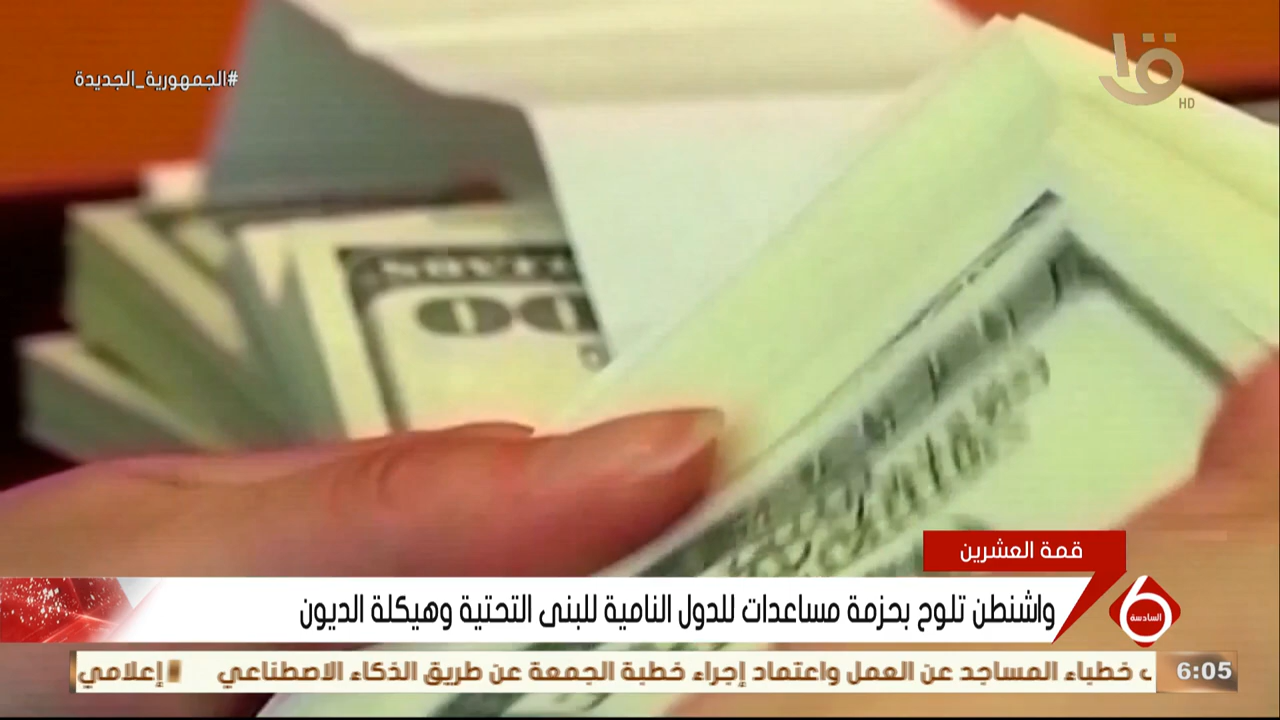 #الجمهورية_الجديدة
HD
قمة العشرين
واشنطن تلوح بحزمة مساعدات للدول النامية للبنى التحتية وهيكلة الديون
السادسة
خطباء المساجد عن العمل واعتماد إجراء خطبة الجمعة عن طريق الذكاء الاصطناعي إعلامي
6:05